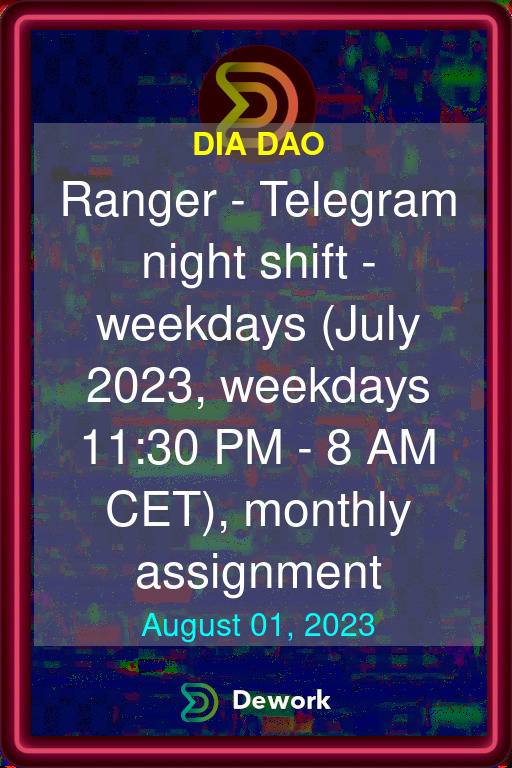 DIA DAO
Ranger - Telegram
night shift -
weekdays (July
2023, weekdays
11:30 PM - 8 AM
CET), monthly
assignment
August 01, 2023
Dework